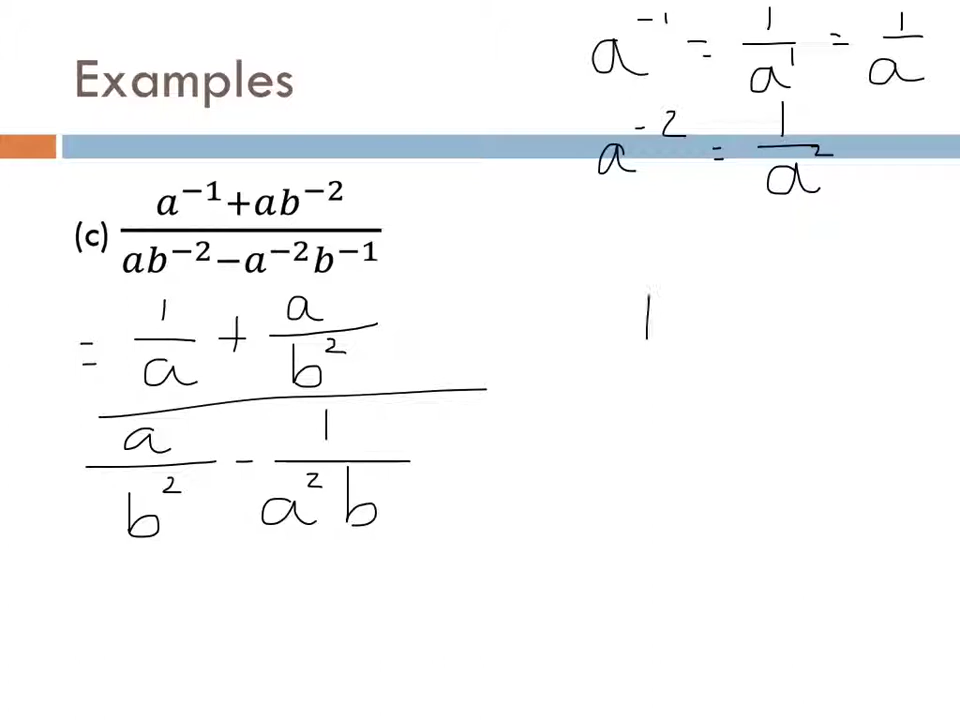 a⁻¹ = 1/a¹ = 1/a
Examples
a⁻² = 1/a²
(c) (a⁻¹+ab⁻²)/(ab⁻²−a⁻²b⁻¹)
= (1/a + a/b²)/(a/b² - 1/(a²b))
1